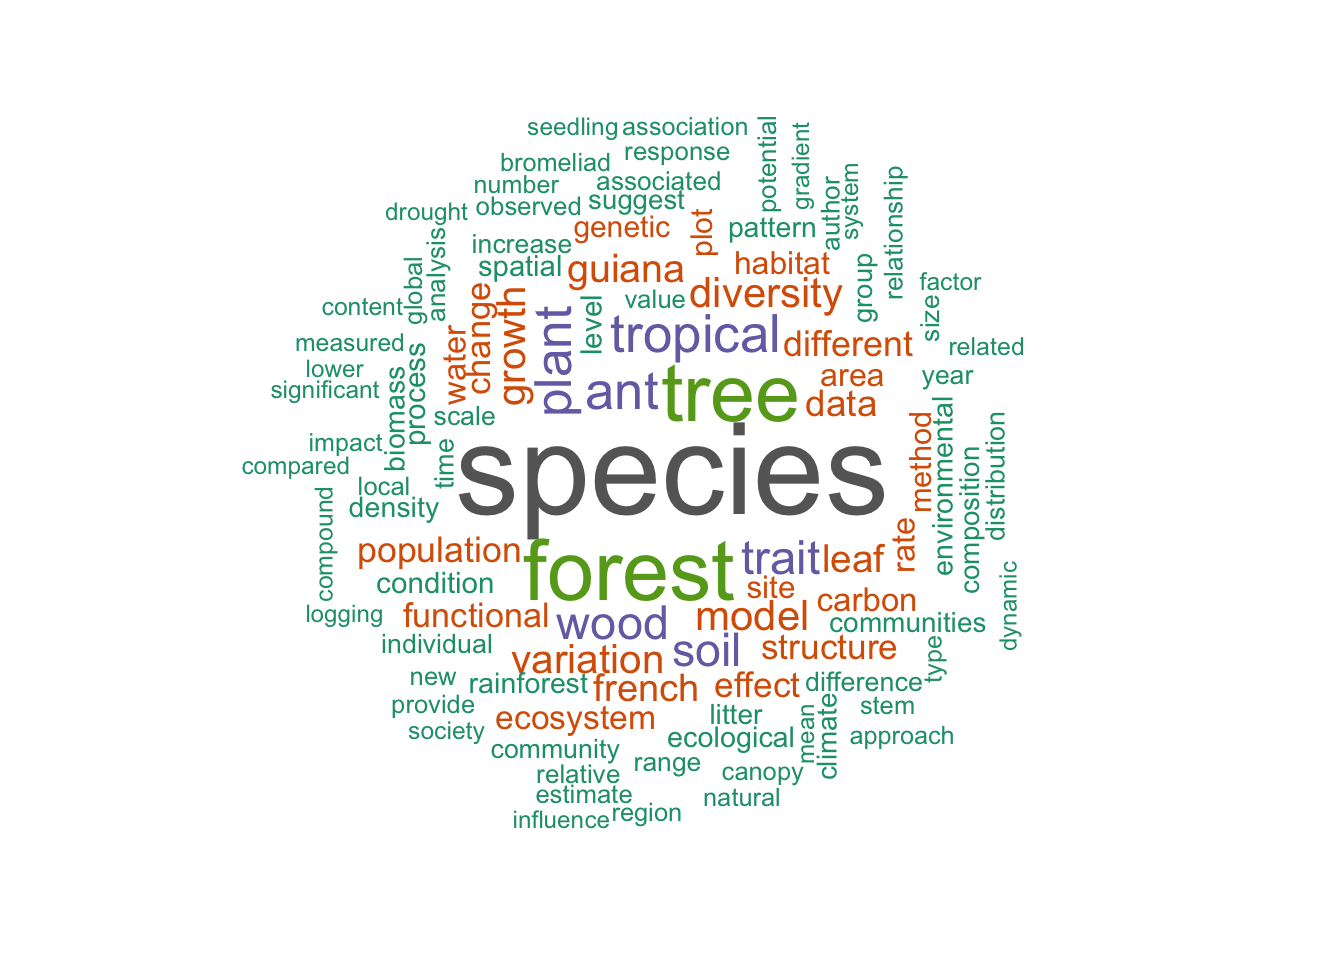 seedling association
potential
gradient
bromeliad response
number associated
author
system
relationship
drought observed suggest
genetic plot pattern
analysis increase habitat
global spatial guiana group factor
content change growth value diversity size
water plant level tropical different
measured related
lower process area year
significant biomass ant tree data
scale
impact time species method environmental distribution
compared
local composition
density
compound population forest trait leaf rate
condition site dynamic
logging functional wood model carbon
communities
individual variation soil structure type
new rainforest french effect difference
provide stem
society ecosystem litter mean climate
community ecological approach
relative range canopy
estimate natural
influence region